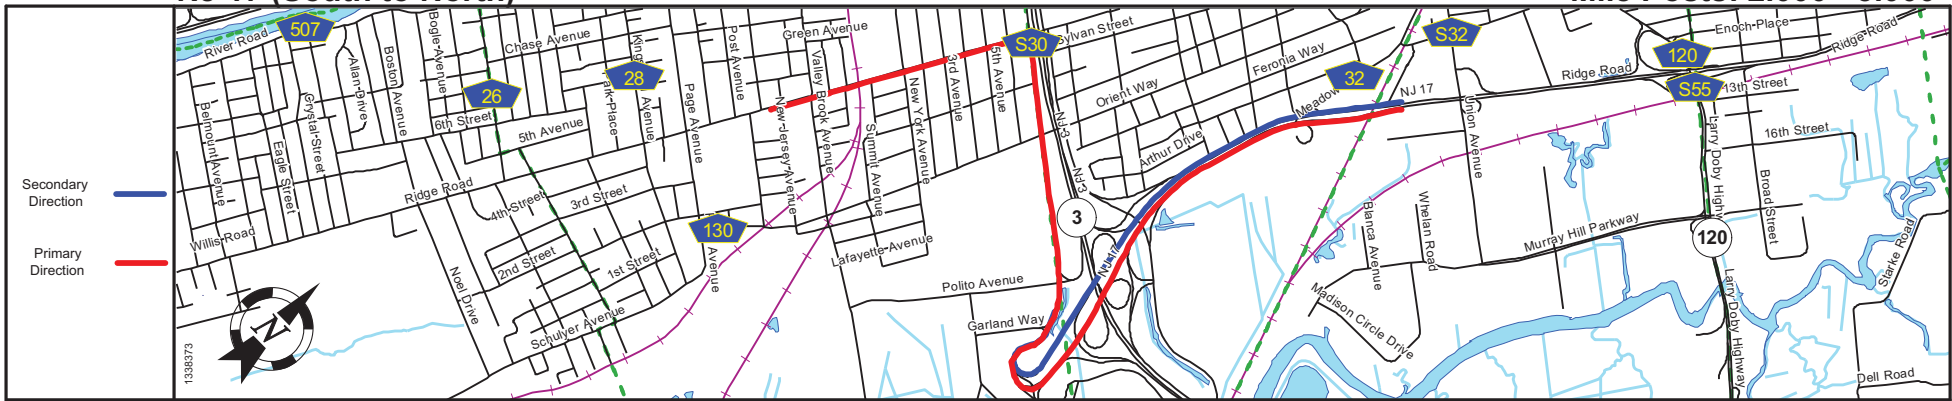 Secondary
Direction
Primary
Direction
507
River Road
Belmont Avenue
Eagle Street
Crystal Street
Allan Drive
Boston Avenue
Bogle Avenue
6th Street
26
Chase Avenue
5th Avenue
28
Page Avenue
Post Avenue
Green Avenue
Valley Brook Avenue
New Jersey Avenue
Summit Avenue
New York Avenue
3rd Avenue
5th Avenue
S30
Sylvan Street
Orient Way
Feronia Way
Arthur Drive
32
S32
NJ 17
Ridge Road
120
S55
Enoch Place
Ridge Road
13th Street
16th Street
Union Avenue
Larry Doby Highway
Broad Street
Starke Road
Willis Road
Ridge Road
4th Street
3rd Street
2nd Street
1st Street
Noel Drive
Schulyer Avenue
130
Avenue
Lafayette Avenue
Polito Avenue
Garland Way
NJ 3
NJ 3
3
NJ 17
Blanca Avenue
Whelan Road
Murray Hill Parkway
Madison Circle Drive
120
Larry Doby Highway
Dell Road
N
1338373